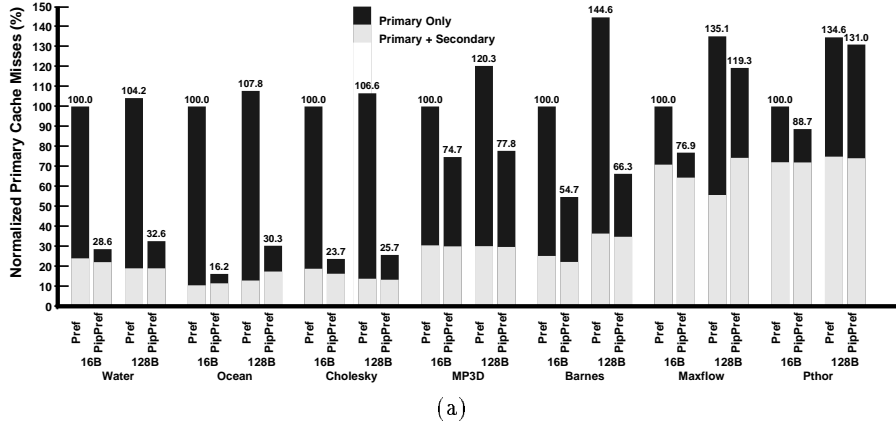 Normalized Primary Cache Misses (%)
150
140
130
120
110
100
90
80
70
60
50
40
30
20
10
0
Primary Only
Primary + Secondary
100.0 28.6 104.2 32.6
100.0 16.2 107.8 30.3
100.0 23.7 106.6 25.7
100.0 74.7 120.3 77.8
100.0 54.7 144.6 66.3
100.0 76.9 135.1 119.3
100.0 88.7 134.6 131.0
Pref PipPref Pref PipPref Pref PipPref Pref PipPref Pref PipPref Pref PipPref Pref PipPref Pref PipPref Pref PipPref Pref PipPref Pref PipPref Pref PipPref Pref PipPref Pref PipPref
16B 128B 16B 128B 16B 128B 16B 128B 16B 128B 16B 128B 16B 128B
Water Ocean Cholesky MP3D Barnes Maxflow Pthor
(a)